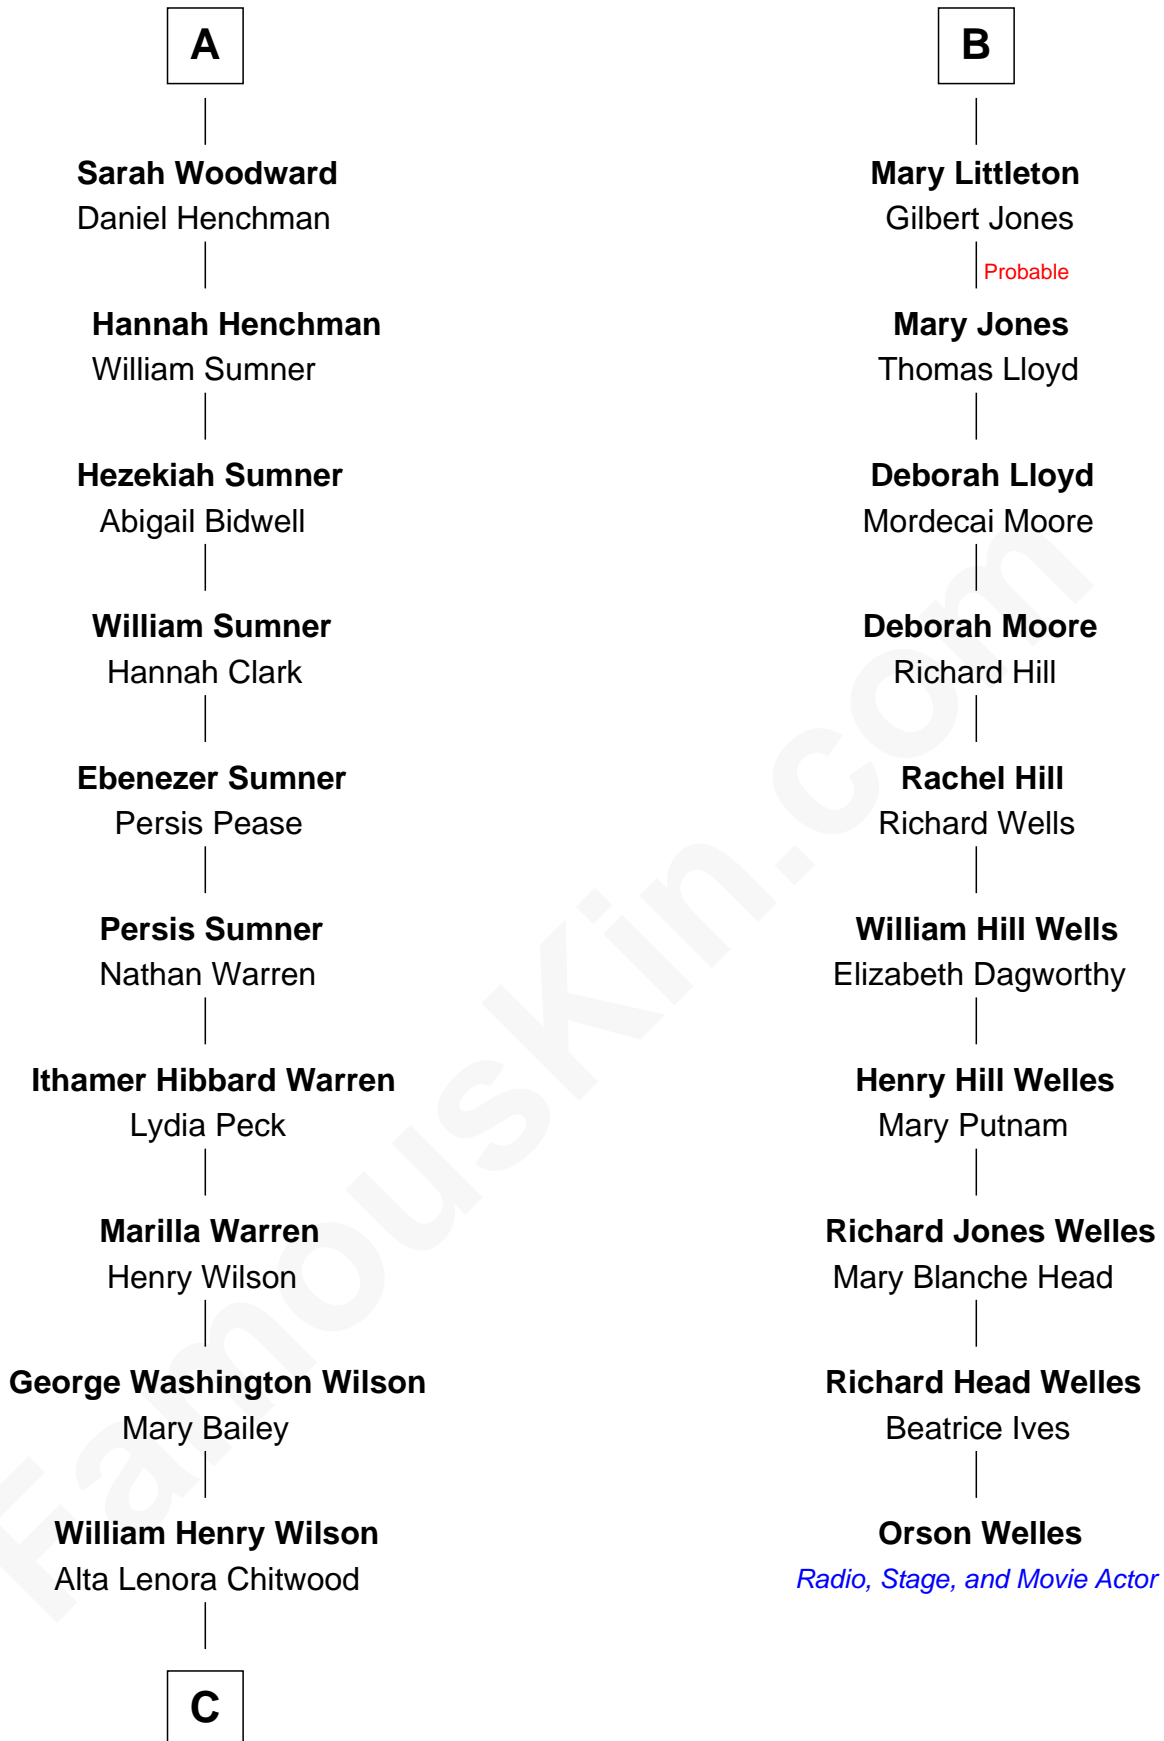 A
Sarah Woodward
Daniel Henchman
Hannah Henchman
William Sumner
Hezekiah Sumner
Abigail Bidwell
William Sumner
Hannah Clark
Ebenezer Sumner
Persis Pease
Persis Sumner
Nathan Warren
Ithamer Hibbard Warren
Lydia Peck
Marilla Warren
Henry Wilson
George Washington Wilson
Mary Bailey
William Henry Wilson
Alta Lenora Chitwood
C
B
Mary Littleton
Gilbert Jones
Probable
Mary Jones
Thomas Lloyd
Deborah Lloyd
Mordecai Moore
Deborah Moore
Richard Hill
Rachel Hill
Richard Wells
William Hill Wells
Elizabeth Dagworthy
Henry Hill Welles
Mary Putnam
Richard Jones Welles
Mary Blanche Head
Richard Head Welles
Beatrice Ives
Orson Welles
Radio, Stage, and Movie Actor
FamousKin.com